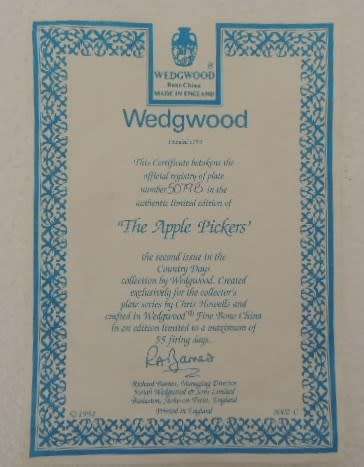 ®
WEDGWOOD
Bone China
MADE IN ENGLAND
Wedgwood
This Certificate betokens the
official registry of plate
number 5079B in the
authentic limited edition of
'The Apple Pickers'
the second issue in the
Country Days
collection by Wedgwood. Created
exclusively for the collector's
plate series by Chris Howells and
crafted in Wedgwood® Fine Bone China
in an edition limited to a maximum of
55 firing days.
Richard Barnes, Managing Director
Josiah Wedgwood & Sons Limited
Barlaston, Stoke-on-Trent, England
Printed in England